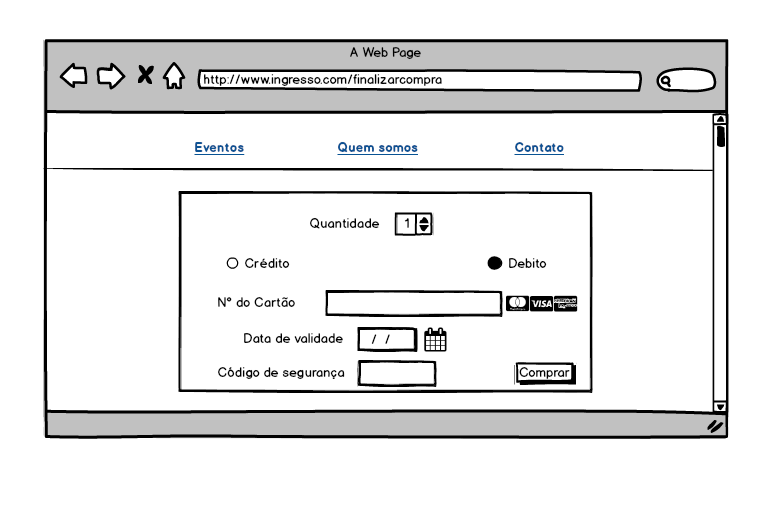 A Web Page
http://www.ingresso.com/finalizarcompra
Eventos Quem somos Contato
Quantidade 1
Crédito Debito
N° do Cartão VISA
Data de validade / /
Código de segurança Comprar